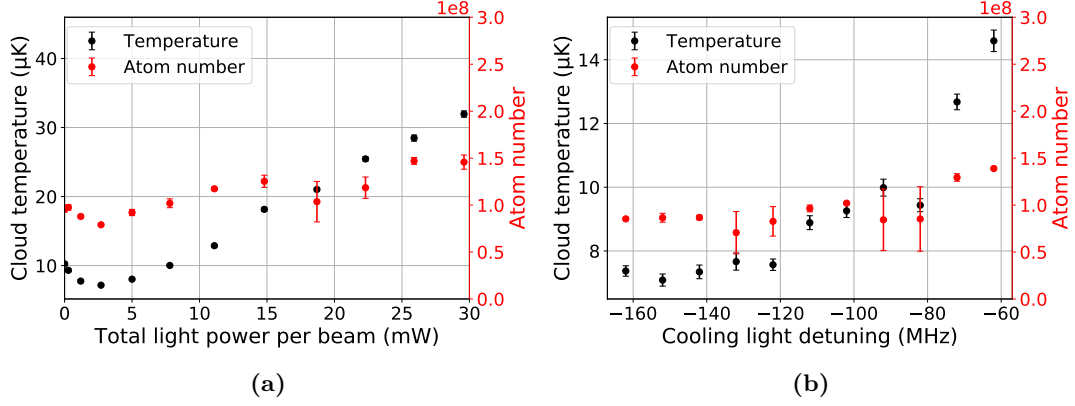 1e8
Temperature
Atom number
Cloud temperature (μK)
40
30
20
10
3.0
2.5
2.0
1.5
1.0
0.5
0.0
Atom number
0 5 10 15 20 25 30
Total light power per beam (mW)
(a)
1e8
Temperature
Atom number
Cloud temperature (μK)
14
12
10
8
3.0
2.5
2.0
1.5
1.0
0.5
0.0
Atom number
−160 −140 −120 −100 −80 −60
Cooling light detuning (MHz)
(b)